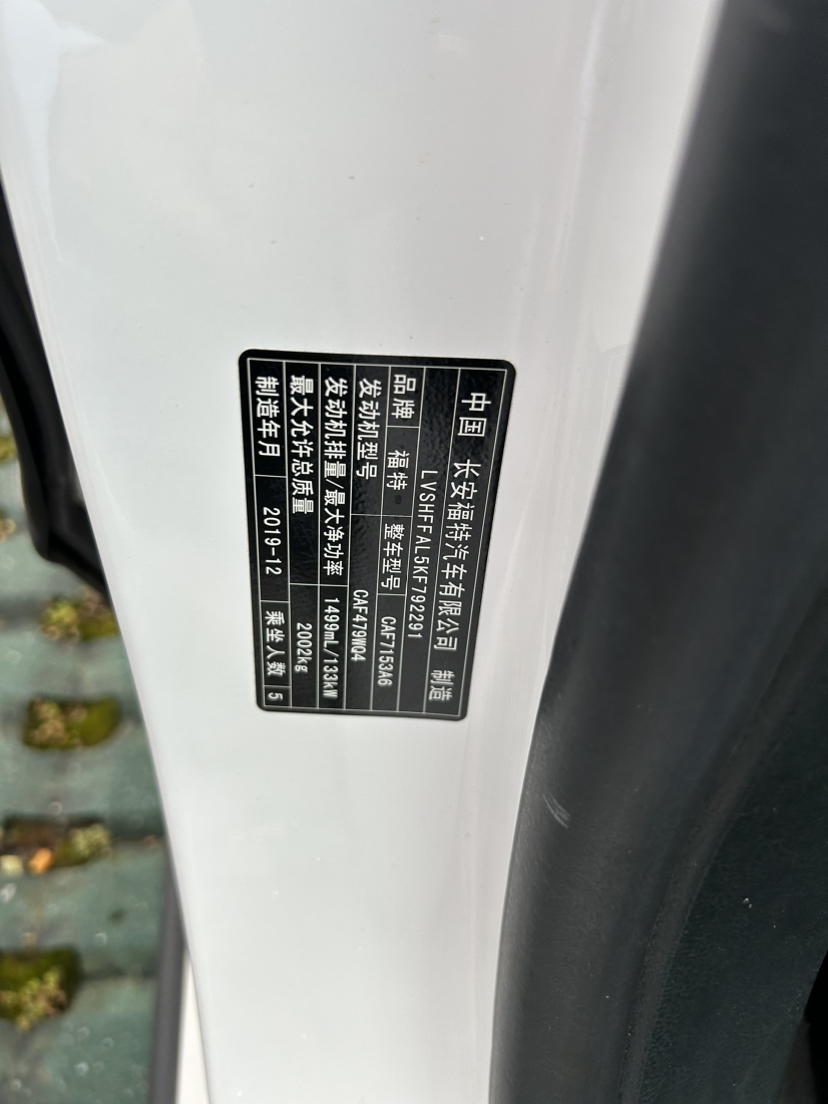 中国 长安福特汽车有限公司 制造
LVSHFFAL5KF792291
品牌 福特 整车型号 CAF7153A6
发动机型号 CAF479WQ4
发动机排量/最大净功率 1499mL/133kW
最大允许总质量 2002kg
制造年月 2019-12 乘坐人数 5